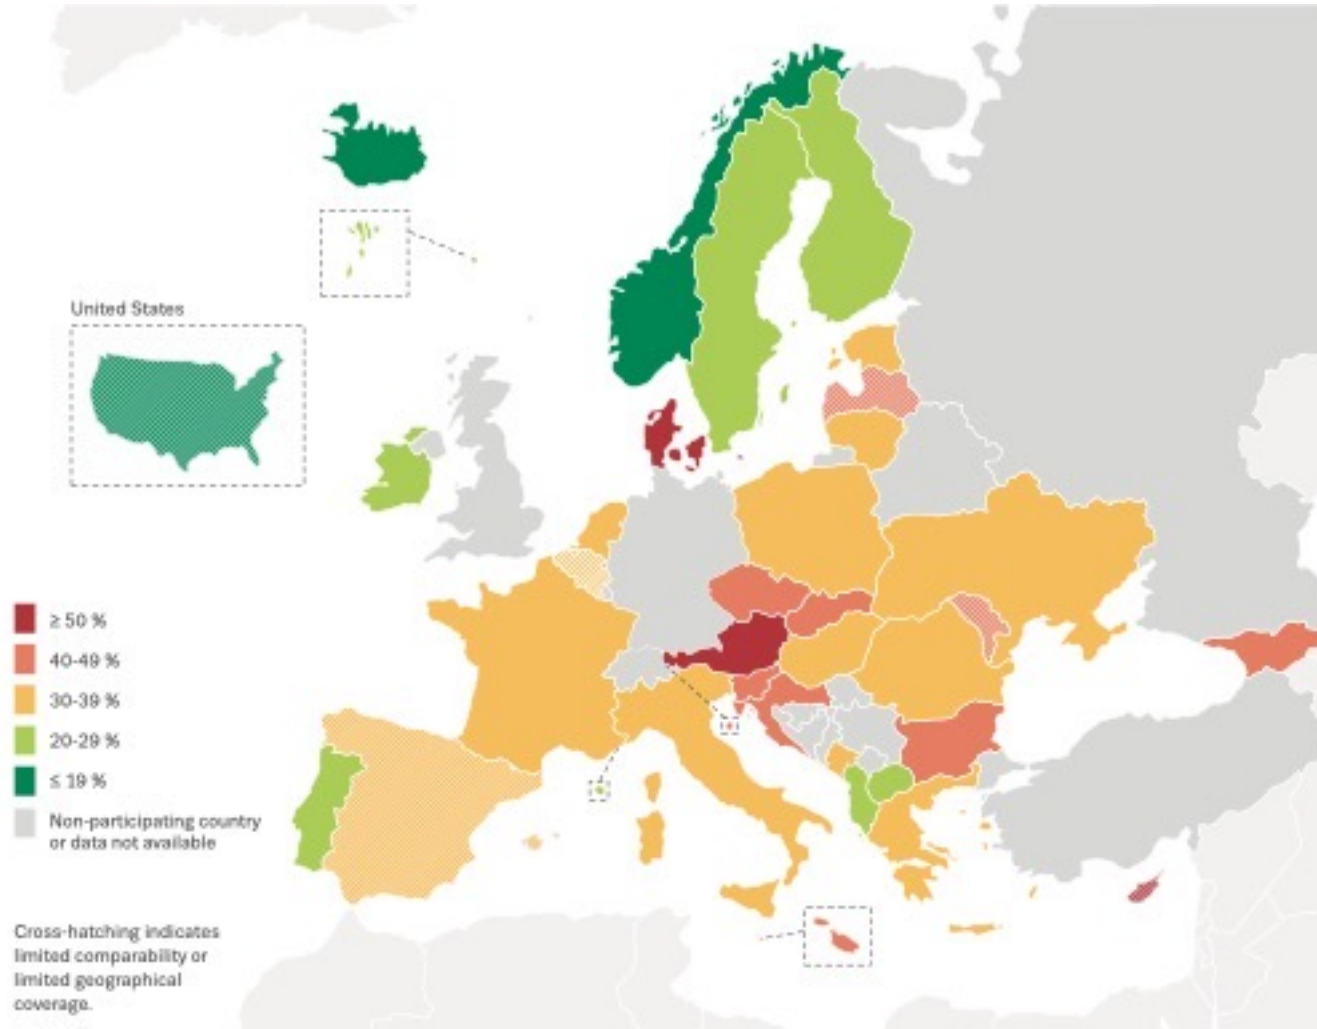 United States
≥ 50 %
40-49 %
30-39 %
20-29 %
≤ 19 %
Non-participating country
or data not available
Cross-hatching indicates
limited comparability or
limited geographical
coverage.